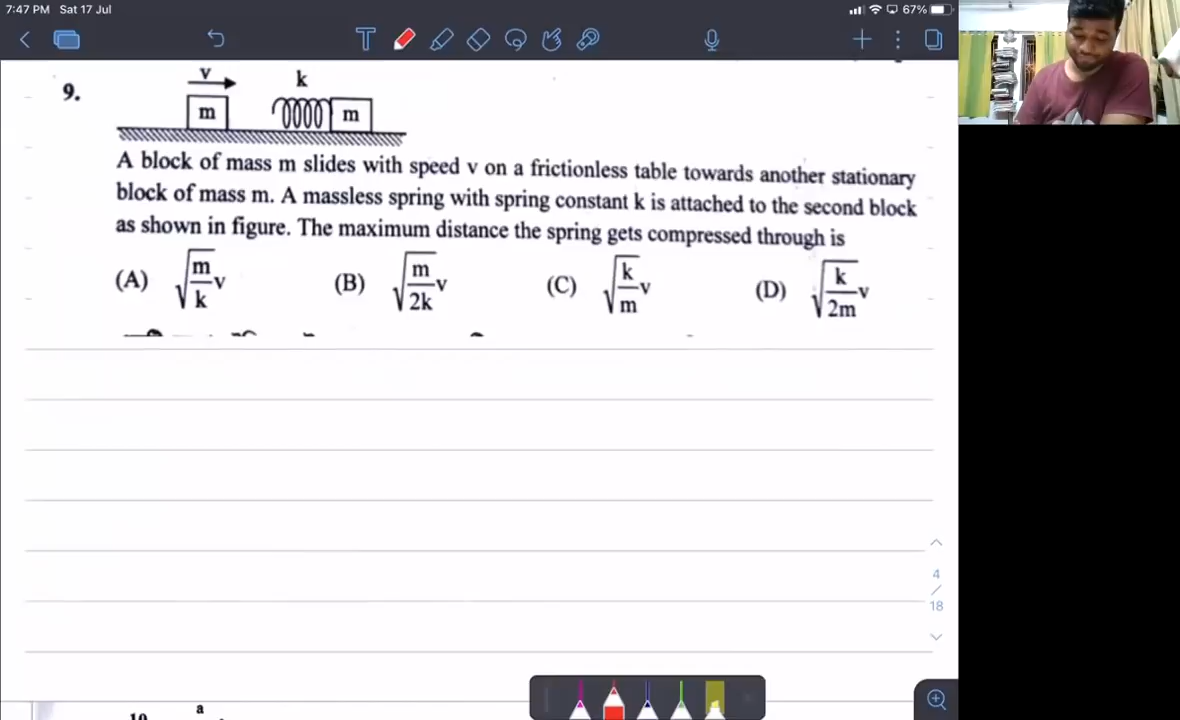 7:47 PM Sat 17 Jul
67%
T
9.
v
k
m
m
A block of mass m slides with speed v on a frictionless table towards another stationary
block of mass m. A massless spring with spring constant k is attached to the second block
as shown in figure. The maximum distance the spring gets compressed through is
(A) √(m/k) v (B) √(m/2k) v (C) √(k/m) v (D) √(k/2m) v
4
/
18
10
a